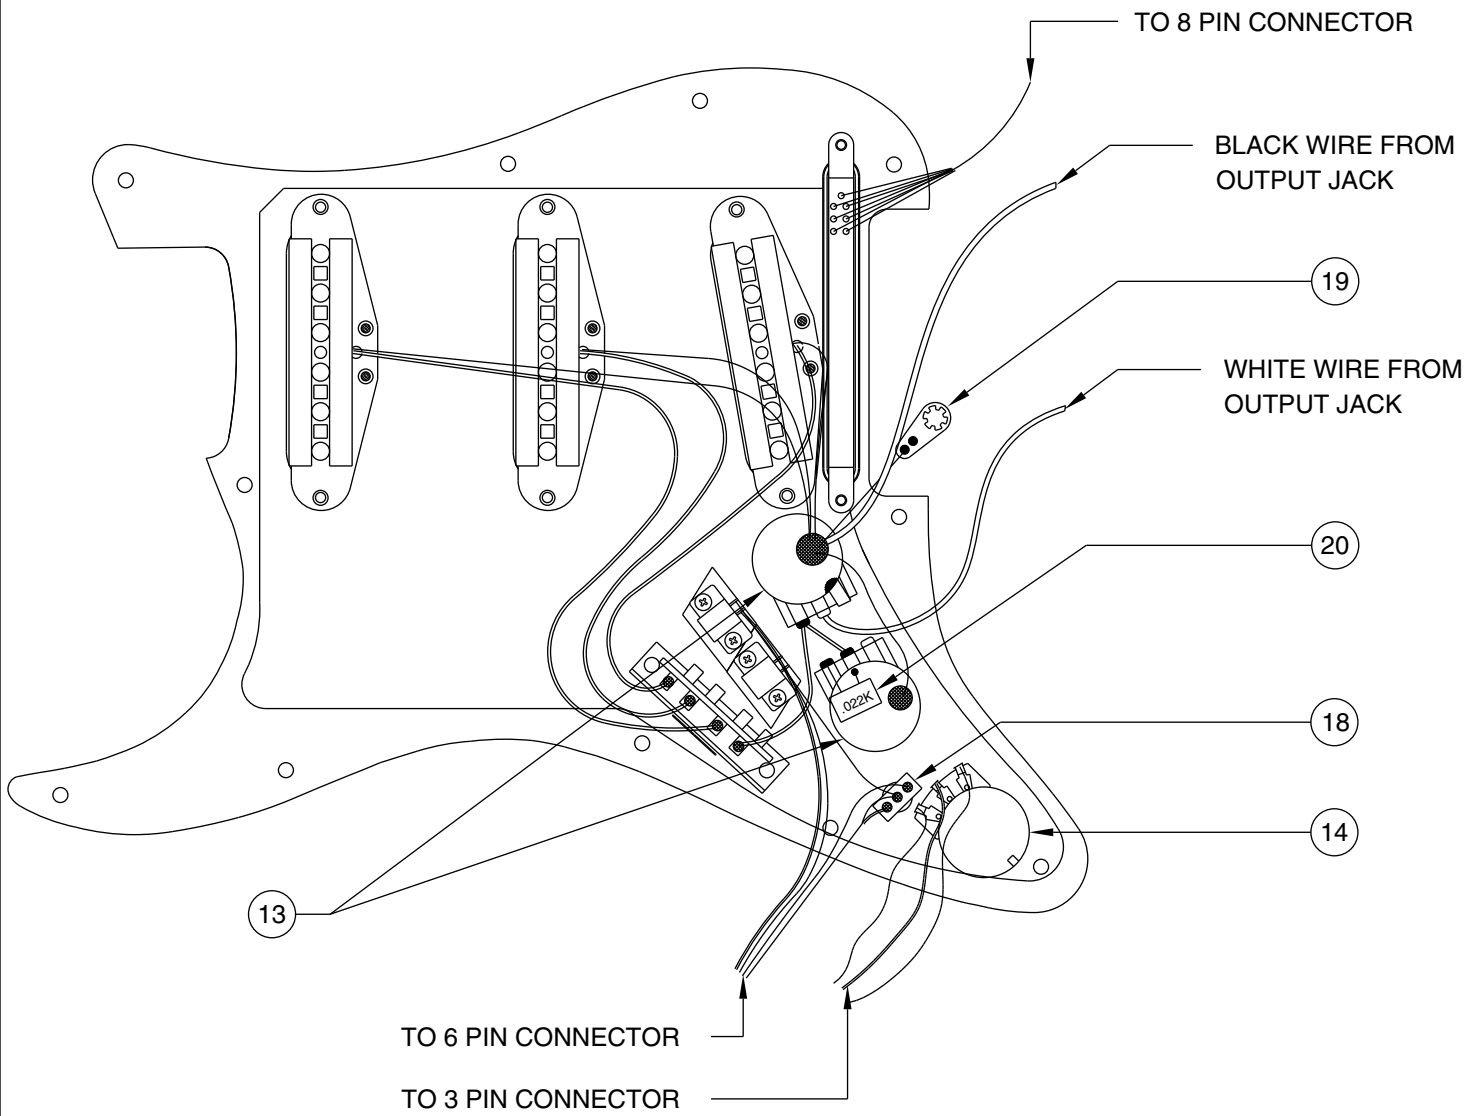 TO 8 PIN CONNECTOR
BLACK WIRE FROM
OUTPUT JACK
19
WHITE WIRE FROM
OUTPUT JACK
20
.022K
18
14
13
TO 6 PIN CONNECTOR
TO 3 PIN CONNECTOR